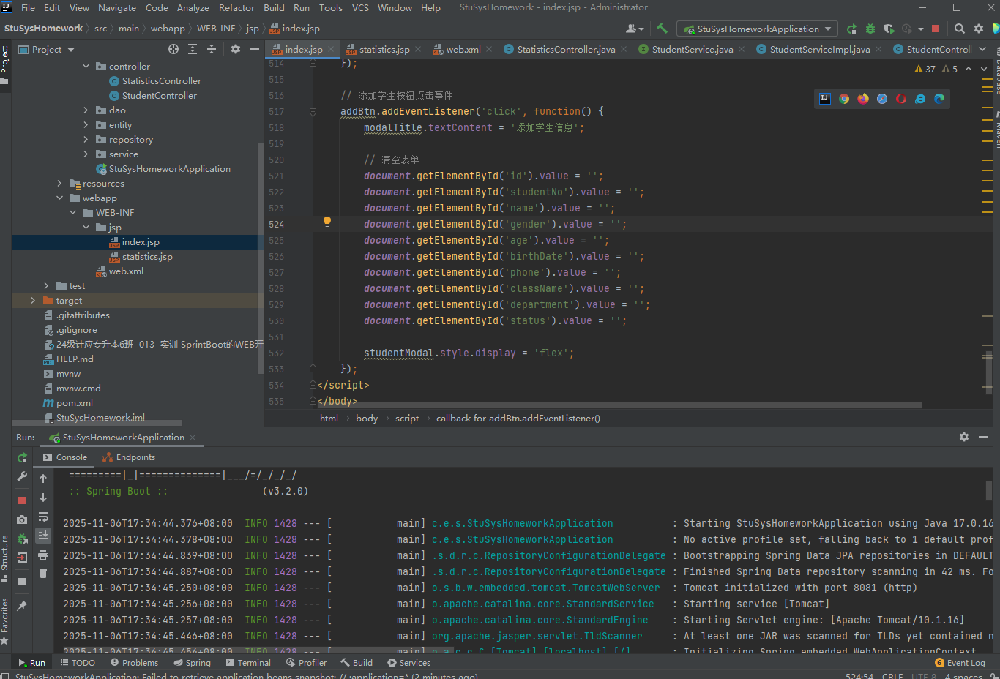 File Edit View Navigate Code Analyze Refactor Build Run Tools VCS Window Help StuSysHomework - index.jsp - Administrator
StuSysHomework src main webapp WEB-INF jsp index.jsp StuSysHomeworkApplication
Project
Project
controller
StatisticsController
StudentController
dao
entity
repository
service
StuSysHomeworkApplication
resources
webapp
WEB-INF
jsp
index.jsp
statistics.jsp
web.xml
test
target
.gitattributes
.gitignore
24级计应专升本6班 013 实训 SprintBoot的WEB开
HELP.md
mvnw
mvnw.cmd
pom.xml
StuSysHomework.iml
index.jsp statistics.jsp web.xml StatisticsController.java StudentService.java StudentServiceImpl.java StudentControl
37 5
514 });
515
516 // 添加学生按钮点击事件
517 addBtn.addEventListener('click', function() {
518 modalTitle.textContent = '添加学生信息';
519
520 // 清空表单
521 document.getElementById('id').value = '';
522 document.getElementById('studentNo').value = '';
523 document.getElementById('name').value = '';
524 document.getElementById('gender').value = '';
525 document.getElementById('age').value = '';
526 document.getElementById('birthDate').value = '';
527 document.getElementById('phone').value = '';
528 document.getElementById('className').value = '';
529 document.getElementById('department').value = '';
530 document.getElementById('status').value = '';
531
532 studentModal.style.display = 'flex';
533 });
534 </script>
535 </body>
html body script callback for addBtn.addEventListener()
Database
Maven
Run: StuSysHomeworkApplication
Console Endpoints
=========|_|==============|___/=/_/_/_/
:: Spring Boot :: (v3.2.0)
2025-11-06T17:34:44.376+08:00 INFO 1428 --- [ main] c.e.s.StuSysHomeworkApplication : Starting StuSysHomeworkApplication using Java 17.0.16
2025-11-06T17:34:44.378+08:00 INFO 1428 --- [ main] c.e.s.StuSysHomeworkApplication : No active profile set, falling back to 1 default prof
2025-11-06T17:34:44.839+08:00 INFO 1428 --- [ main] .s.d.r.c.RepositoryConfigurationDelegate : Bootstrapping Spring Data JPA repositories in DEFAULT
2025-11-06T17:34:44.887+08:00 INFO 1428 --- [ main] .s.d.r.c.RepositoryConfigurationDelegate : Finished Spring Data repository scanning in 42 ms. Fo
2025-11-06T17:34:45.250+08:00 INFO 1428 --- [ main] o.s.b.w.embedded.tomcat.TomcatWebServer : Tomcat initialized with port 8081 (http)
2025-11-06T17:34:45.256+08:00 INFO 1428 --- [ main] o.apache.catalina.core.StandardService : Starting service [Tomcat]
2025-11-06T17:34:45.257+08:00 INFO 1428 --- [ main] o.apache.catalina.core.StandardEngine : Starting Servlet engine: [Apache Tomcat/10.1.16]
2025-11-06T17:34:45.446+08:00 INFO 1428 --- [ main] org.apache.jasper.servlet.TldScanner : At least one JAR was scanned for TLDs yet contained n
2025-11-06T17:34:45.454+08:00 INFO 1428 --- [ main] o.a.c.c.C.[Tomcat].[localhost].[/] : Initializing Spring embedded WebApplicationContext
Structure
Favorites
Run TODO Problems Spring Terminal Profiler Build Services 6 Event Log
StuSysHomeworkApplication: Failed to retrieve application beans snapshot: // :application=* (2 minutes ago) 524:54 CRLF UTF-8 4 spaces